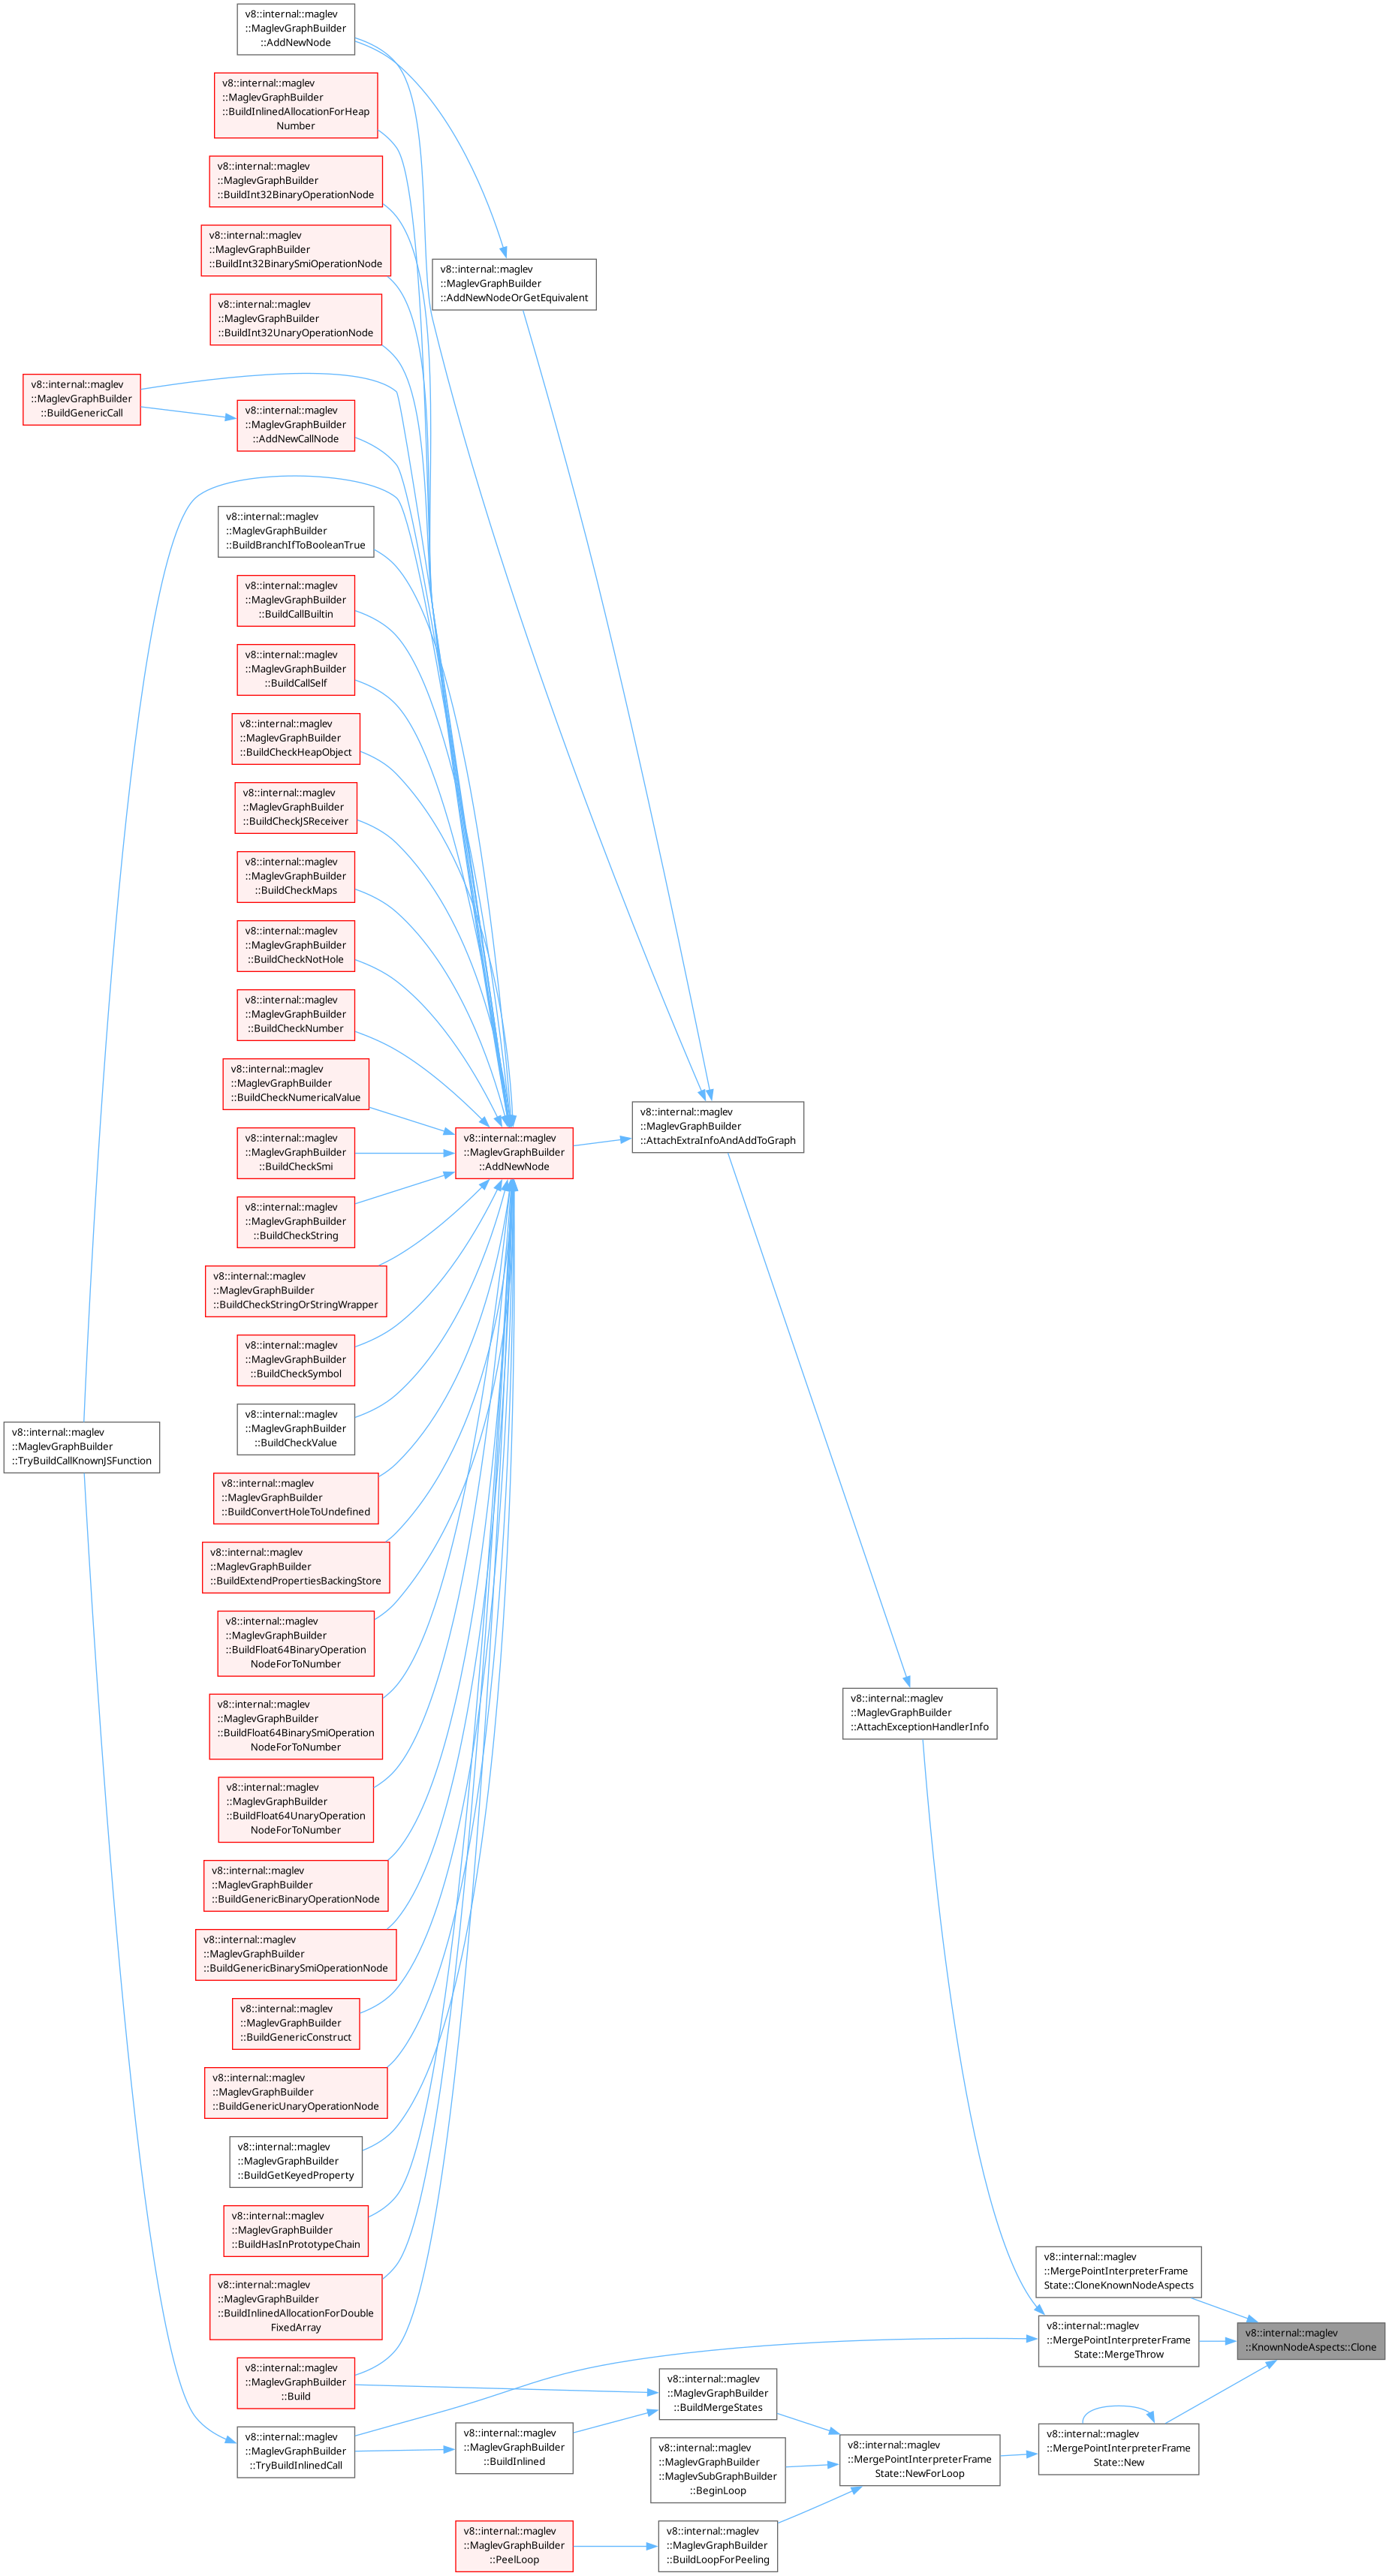 v8::internal::maglev
::MaglevGraphBuilder
::AddNewNode
v8::internal::maglev
::MaglevGraphBuilder
::BuildInlinedAllocationForHeap
Number
v8::internal::maglev
::MaglevGraphBuilder
::BuildInt32BinaryOperationNode
v8::internal::maglev
::MaglevGraphBuilder
::BuildInt32BinarySmiOperationNode
v8::internal::maglev
::MaglevGraphBuilder
::AddNewNodeOrGetEquivalent
v8::internal::maglev
::MaglevGraphBuilder
::BuildInt32UnaryOperationNode
v8::internal::maglev
::MaglevGraphBuilder
::BuildGenericCall
v8::internal::maglev
::MaglevGraphBuilder
::AddNewCallNode
v8::internal::maglev
::MaglevGraphBuilder
::BuildBranchIfToBooleanTrue
v8::internal::maglev
::MaglevGraphBuilder
::BuildCallBuiltin
v8::internal::maglev
::MaglevGraphBuilder
::BuildCallSelf
v8::internal::maglev
::MaglevGraphBuilder
::BuildCheckHeapObject
v8::internal::maglev
::MaglevGraphBuilder
::BuildCheckJSReceiver
v8::internal::maglev
::MaglevGraphBuilder
::BuildCheckMaps
v8::internal::maglev
::MaglevGraphBuilder
::BuildCheckNotHole
v8::internal::maglev
::MaglevGraphBuilder
::BuildCheckNumber
v8::internal::maglev
::MaglevGraphBuilder
::BuildCheckNumericalValue
v8::internal::maglev
::MaglevGraphBuilder
::AttachExtraInfoAndAddToGraph
v8::internal::maglev
::MaglevGraphBuilder
::AddNewNode
v8::internal::maglev
::MaglevGraphBuilder
::BuildCheckSmi
v8::internal::maglev
::MaglevGraphBuilder
::BuildCheckString
v8::internal::maglev
::MaglevGraphBuilder
::BuildCheckStringOrStringWrapper
v8::internal::maglev
::MaglevGraphBuilder
::BuildCheckSymbol
v8::internal::maglev
::MaglevGraphBuilder
::BuildCheckValue
v8::internal::maglev
::MaglevGraphBuilder
::TryBuildCallKnownJSFunction
v8::internal::maglev
::MaglevGraphBuilder
::BuildConvertHoleToUndefined
v8::internal::maglev
::MaglevGraphBuilder
::BuildExtendPropertiesBackingStore
v8::internal::maglev
::MaglevGraphBuilder
::BuildFloat64BinaryOperation
NodeForToNumber
v8::internal::maglev
::MaglevGraphBuilder
::BuildFloat64BinarySmiOperation
NodeForToNumber
v8::internal::maglev
::MaglevGraphBuilder
::AttachExceptionHandlerInfo
v8::internal::maglev
::MaglevGraphBuilder
::BuildFloat64UnaryOperation
NodeForToNumber
v8::internal::maglev
::MaglevGraphBuilder
::BuildGenericBinaryOperationNode
v8::internal::maglev
::MaglevGraphBuilder
::BuildGenericBinarySmiOperationNode
v8::internal::maglev
::MaglevGraphBuilder
::BuildGenericConstruct
v8::internal::maglev
::MaglevGraphBuilder
::BuildGenericUnaryOperationNode
v8::internal::maglev
::MaglevGraphBuilder
::BuildGetKeyedProperty
v8::internal::maglev
::MaglevGraphBuilder
::BuildHasInPrototypeChain
v8::internal::maglev
::MergePointInterpreterFrame
State::CloneKnownNodeAspects
v8::internal::maglev
::MaglevGraphBuilder
::BuildInlinedAllocationForDouble
FixedArray
v8::internal::maglev
::MergePointInterpreterFrame
State::MergeThrow
v8::internal::maglev
::KnownNodeAspects::Clone
v8::internal::maglev
::MaglevGraphBuilder
::Build
v8::internal::maglev
::MaglevGraphBuilder
::BuildMergeStates
v8::internal::maglev
::MaglevGraphBuilder
::TryBuildInlinedCall
v8::internal::maglev
::MaglevGraphBuilder
::BuildInlined
v8::internal::maglev
::MaglevGraphBuilder
::MaglevSubGraphBuilder
::BeginLoop
v8::internal::maglev
::MergePointInterpreterFrame
State::NewForLoop
v8::internal::maglev
::MergePointInterpreterFrame
State::New
v8::internal::maglev
::MaglevGraphBuilder
::PeelLoop
v8::internal::maglev
::MaglevGraphBuilder
::BuildLoopForPeeling